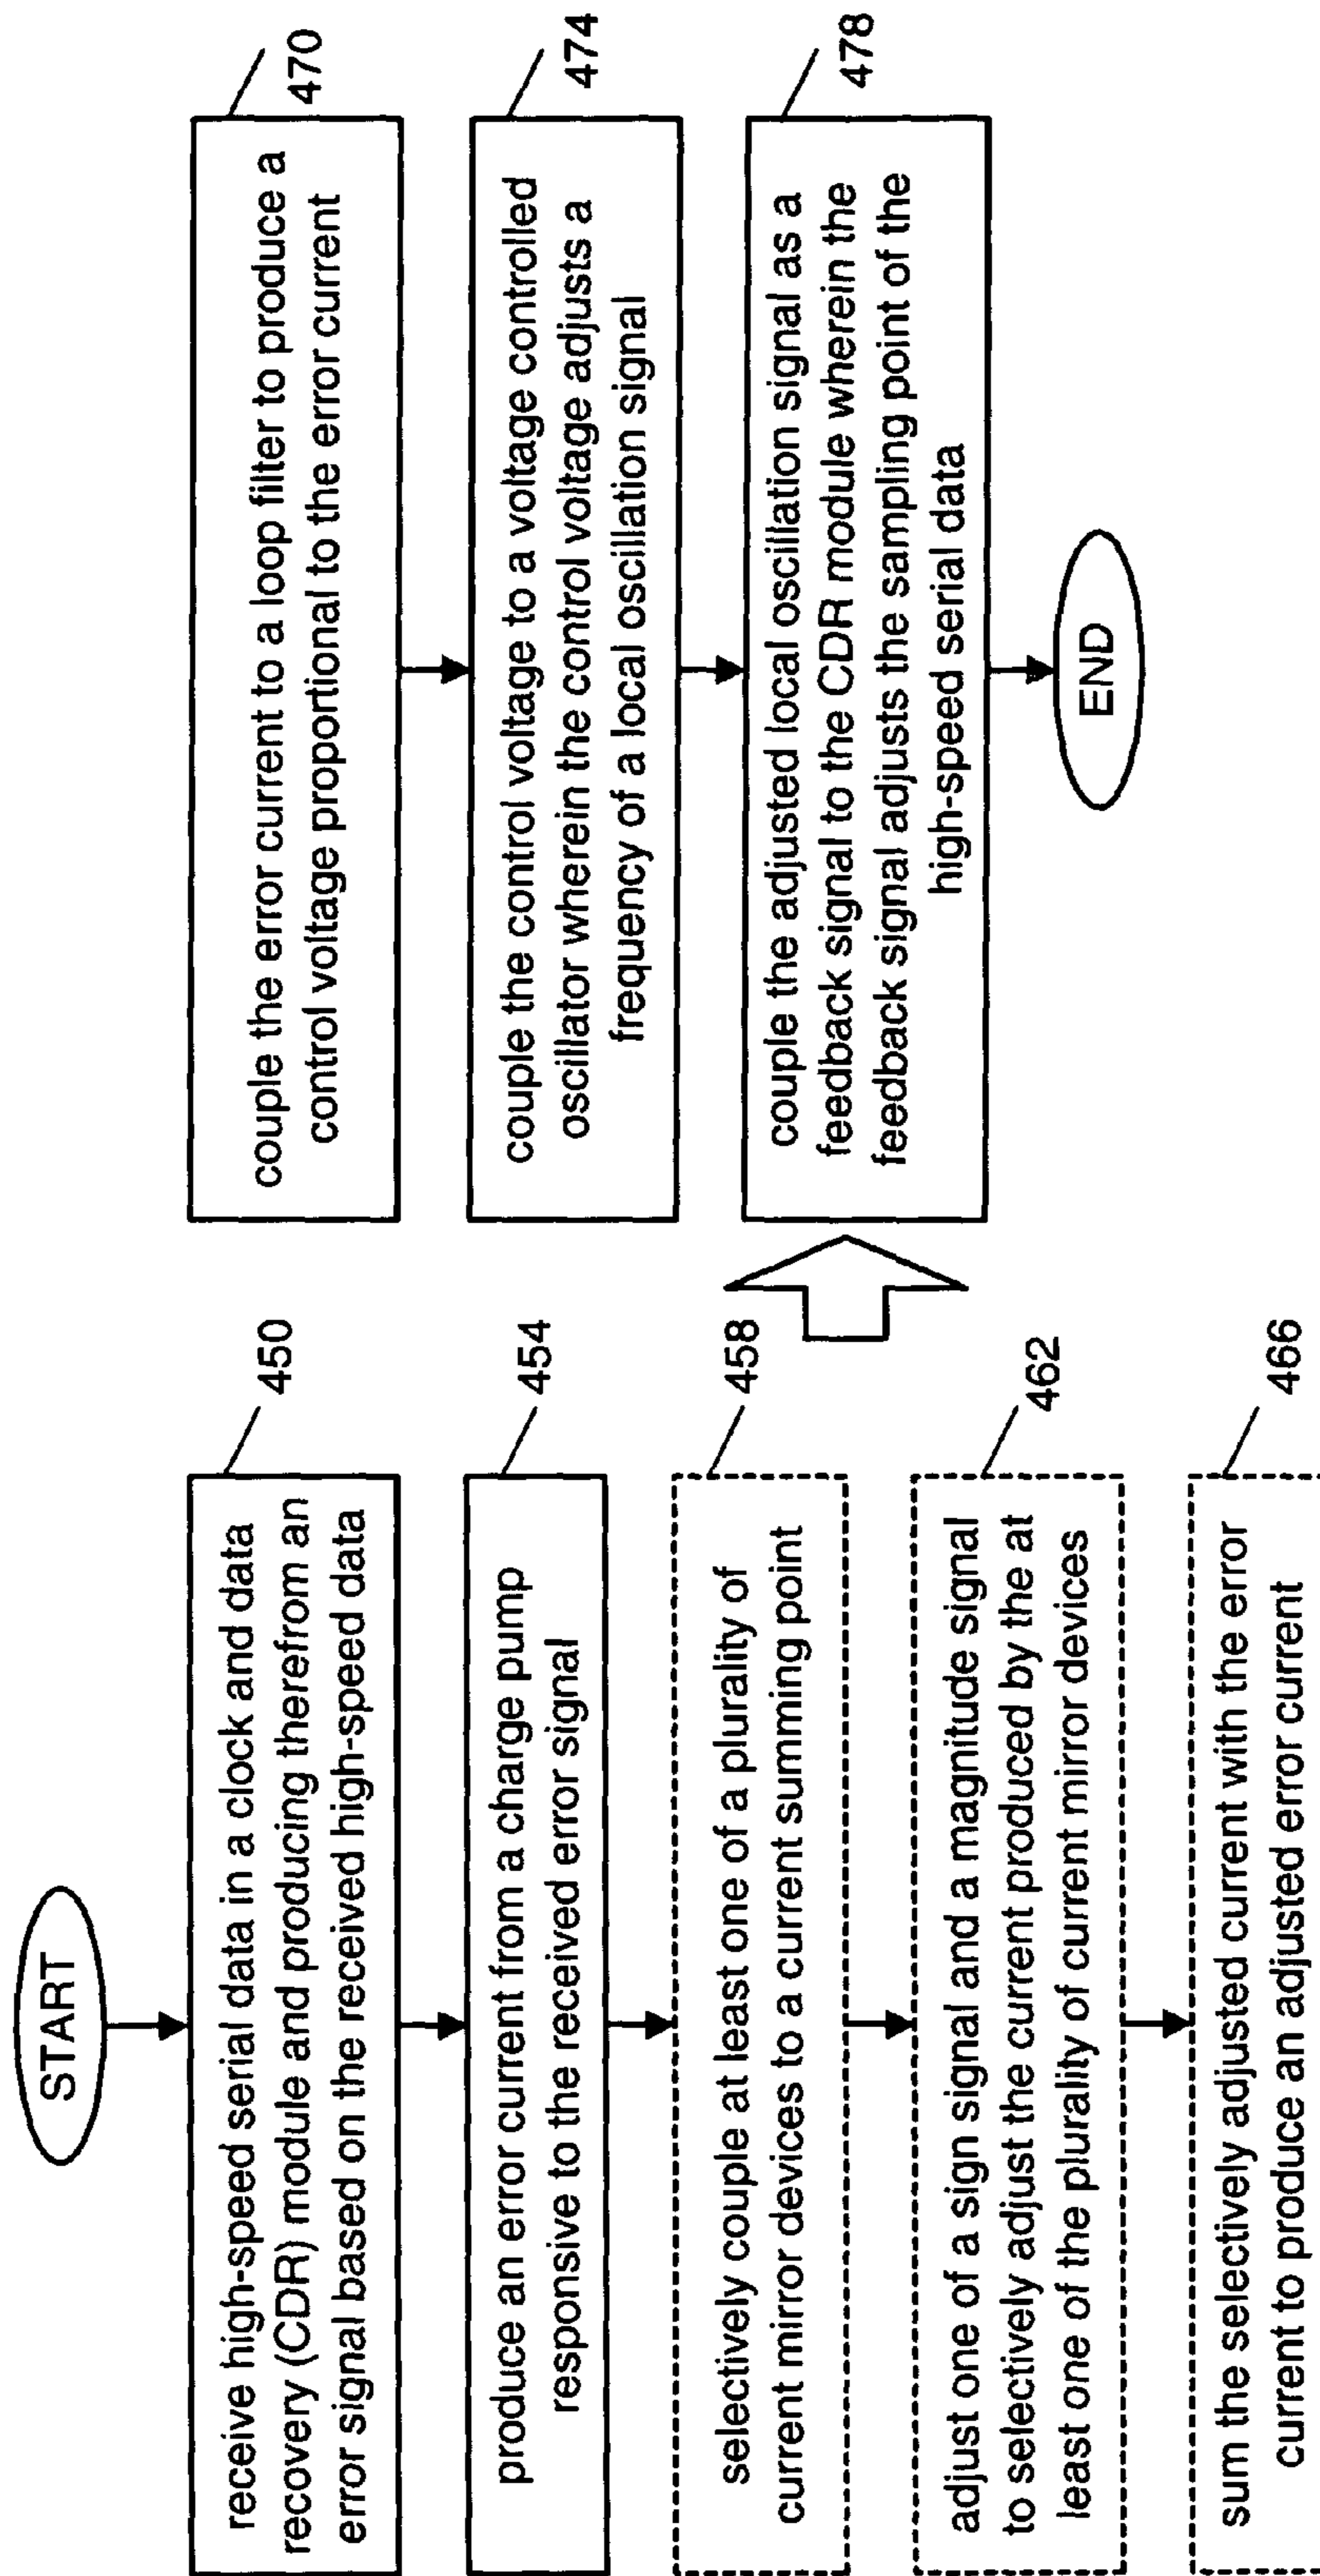 START
450
receive high-speed serial data in a clock and data
recovery (CDR) module and producing therefrom an
error signal based on the received high-speed data
454
produce an error current from a charge pump
responsive to the received error signal
458
selectively couple at least one of a plurality of
current mirror devices to a current summing point
462
adjust one of a sign signal and a magnitude signal
to selectively adjust the current produced by the at
least one of the plurality of current mirror devices
466
sum the selectively adjusted current with the error
current to produce an adjusted error current
470
couple the error current to a loop filter to produce a
control voltage proportional to the error current
474
couple the control voltage to a voltage controlled
oscillator wherein the control voltage adjusts a
frequency of a local oscillation signal
478
couple the adjusted local oscillation signal as a
feedback signal to the CDR module wherein the
feedback signal adjusts the sampling point of the
high-speed serial data
END